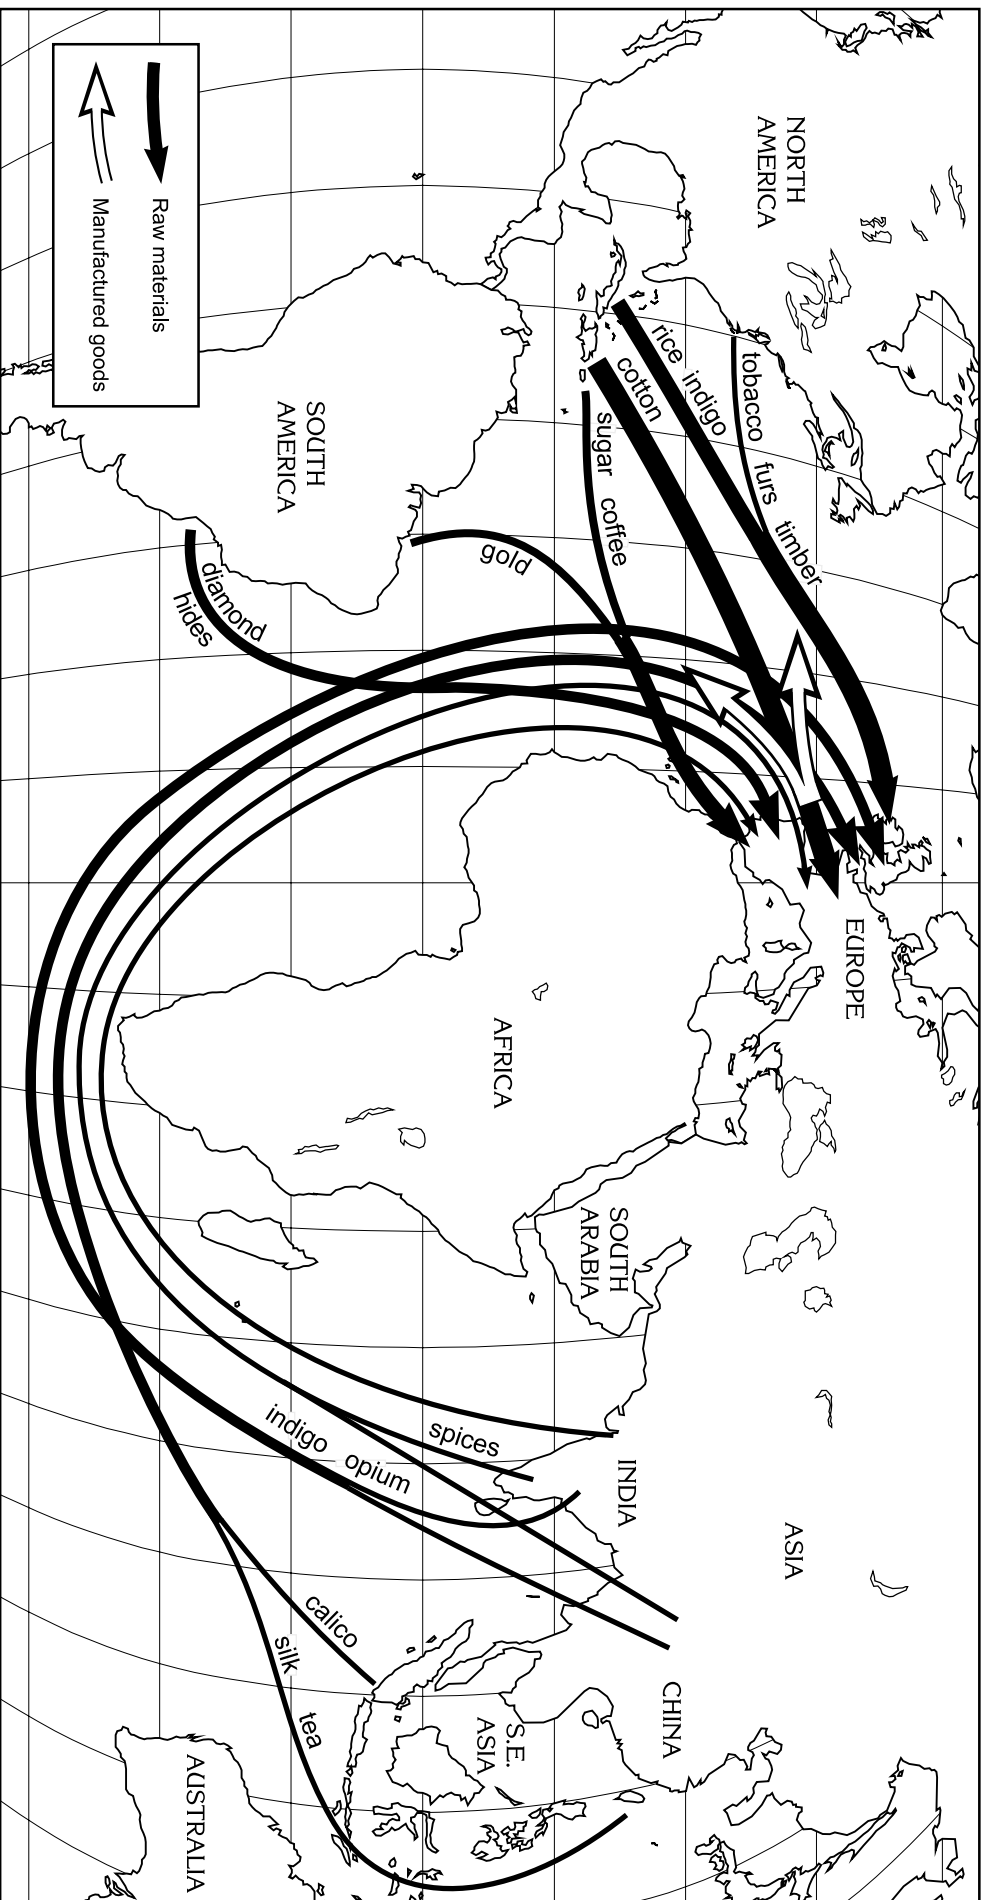 NORTH
AMERICA
EUROPE
ASIA
CHINA
INDIA
SOUTH
ARABIA
S.E.
ASIA
AFRICA
SOUTH
AMERICA
AUSTRALIA
tobacco furs timber
rice indigo
cotton
sugar coffee
gold
diamond
hides
spices
indigo opium
calico
silk tea
Raw materials
Manufactured goods